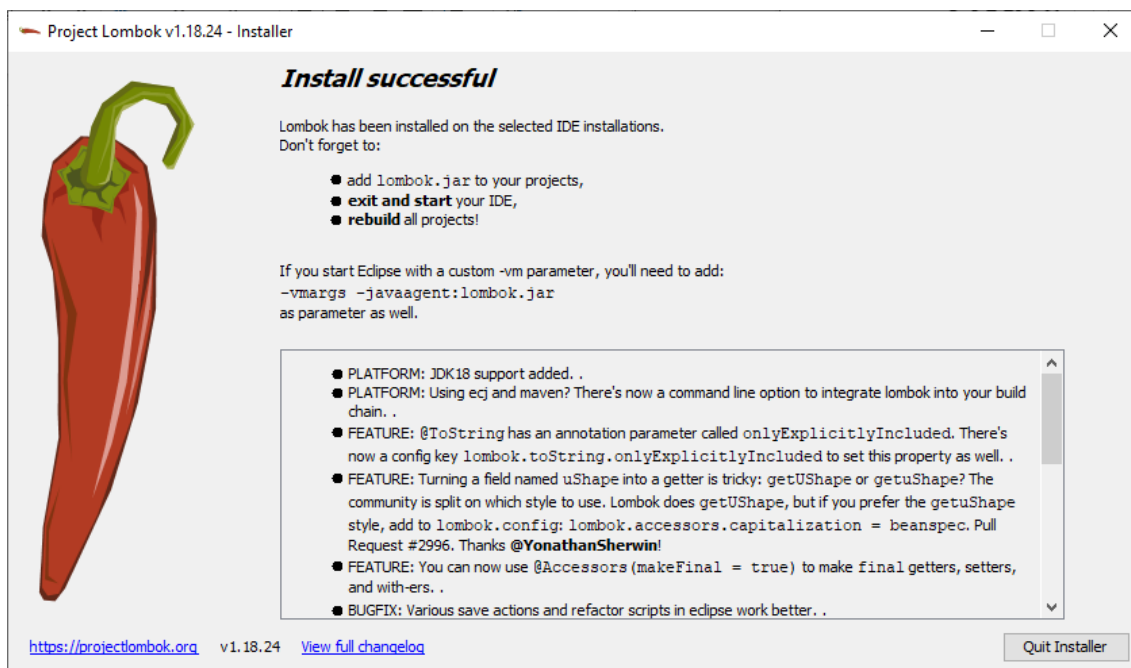 Project Lombok v1.18.24 - Installer
Install successful
Lombok has been installed on the selected IDE installations.
Don't forget to:
add lombok.jar to your projects,
exit and start your IDE,
rebuild all projects!
If you start Eclipse with a custom -vm parameter, you'll need to add:
-vmargs -javaagent:lombok.jar
as parameter as well.
PLATFORM: JDK18 support added. .
PLATFORM: Using ecj and maven? There's now a command line option to integrate lombok into your build
chain. .
FEATURE: @ToString has an annotation parameter called onlyExplicitlyIncluded. There's
now a config key lombok.toString.onlyExplicitlyIncluded to set this property as well. .
FEATURE: Turning a field named uShape into a getter is tricky: getUShape or getuShape? The
community is split on which style to use. Lombok does getUShape, but if you prefer the getuShape
style, add to lombok.config: lombok.accessors.capitalization = beanspec. Pull
Request #2996. Thanks @YonathanSherwin!
FEATURE: You can now use @Accessors(makeFinal = true) to make final getters, setters,
and with-ers. .
BUGFIX: Various save actions and refactor scripts in eclipse work better. .
https://projectlombok.org v1.18.24 View full changelog Quit Installer